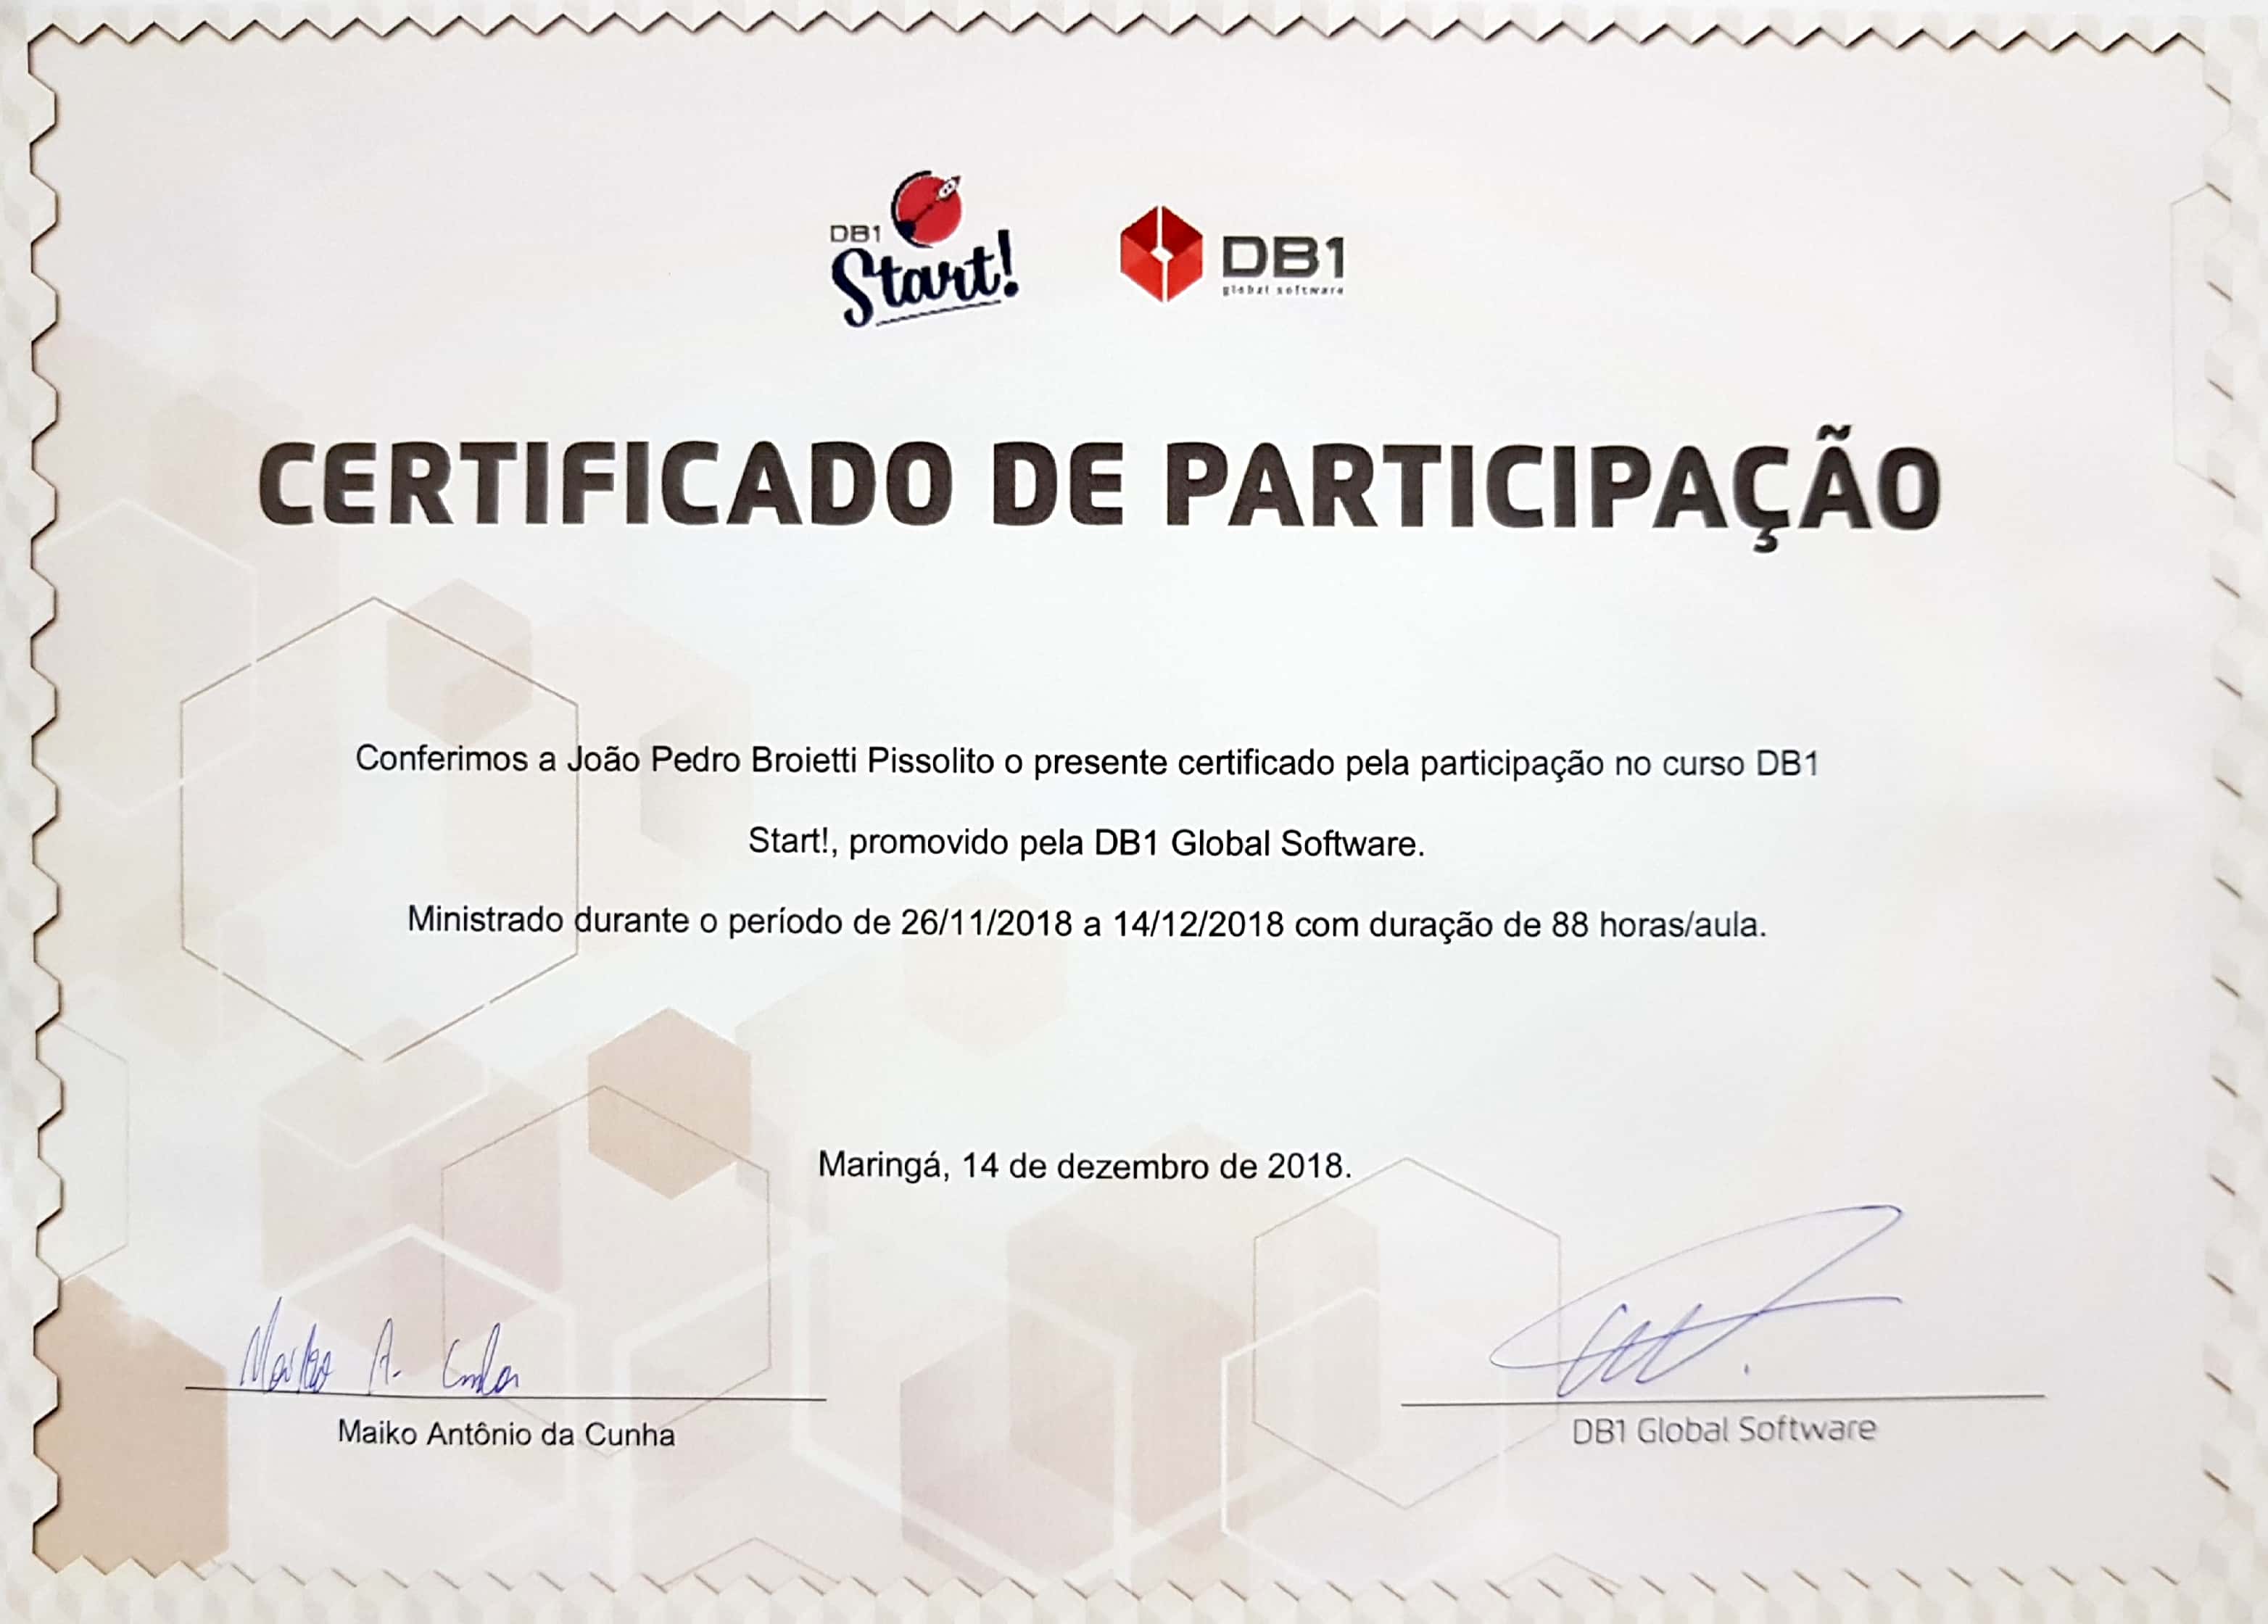 DB1
Start!
DB1
global software
CERTIFICADO DE PARTICIPAÇÃO
Conferimos a João Pedro Broietti Pissolito o presente certificado pela participação no curso DB1
Start!, promovido pela DB1 Global Software.
Ministrado durante o período de 26/11/2018 a 14/12/2018 com duração de 88 horas/aula.
Maringá, 14 de dezembro de 2018.
Maiko A. Cunha
Maiko Antônio da Cunha
DB1 Global Software